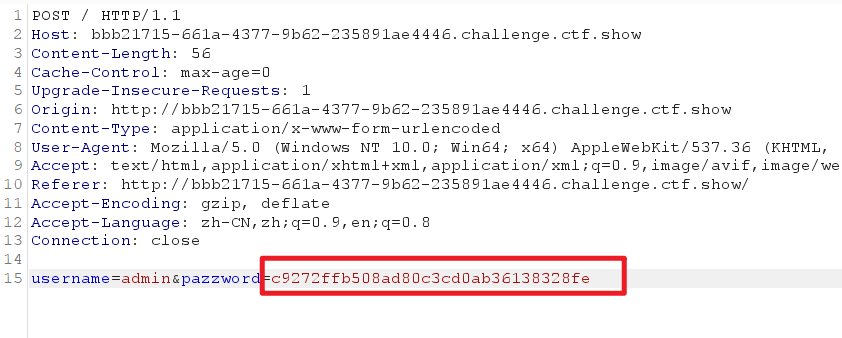 1 POST / HTTP/1.1
2 Host: bbb21715-661a-4377-9b62-235891ae4446.challenge.ctf.show
3 Content-Length: 56
4 Cache-Control: max-age=0
5 Upgrade-Insecure-Requests: 1
6 Origin: http://bbb21715-661a-4377-9b62-235891ae4446.challenge.ctf.show
7 Content-Type: application/x-www-form-urlencoded
8 User-Agent: Mozilla/5.0 (Windows NT 10.0; Win64; x64) AppleWebKit/537.36 (KHTML,
9 Accept: text/html,application/xhtml+xml,application/xml;q=0.9,image/avif,image/we
10 Referer: http://bbb21715-661a-4377-9b62-235891ae4446.challenge.ctf.show/
11 Accept-Encoding: gzip, deflate
12 Accept-Language: zh-CN,zh;q=0.9,en;q=0.8
13 Connection: close
14
15 username=admin&pazzword=c9272ffb508ad80c3cd0ab36138328fe